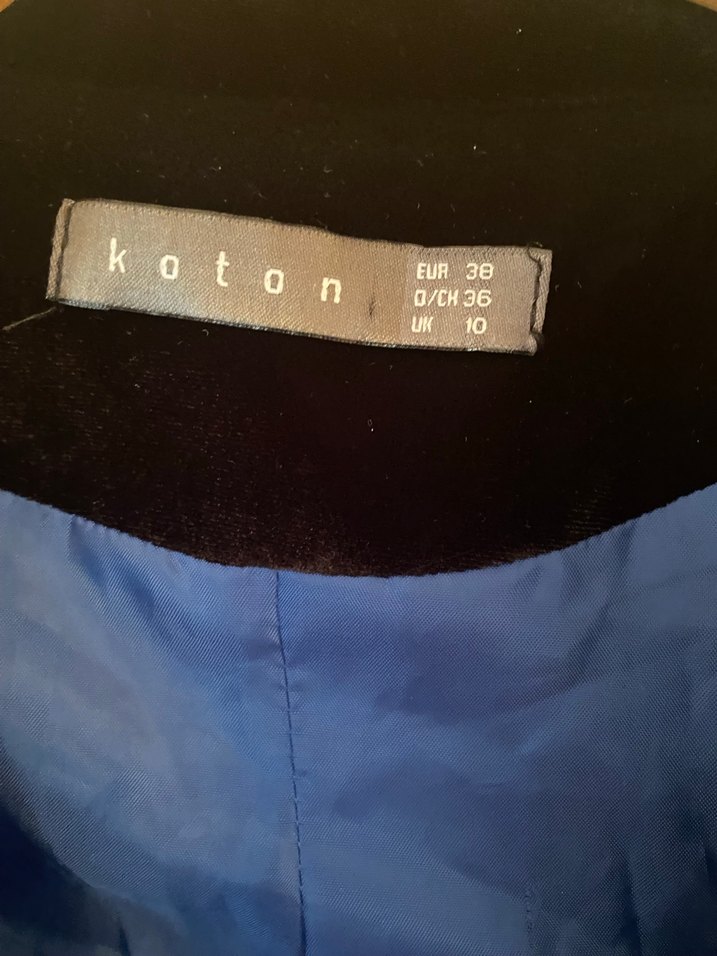 koton
EUR 38
D/CH 36
UK 10